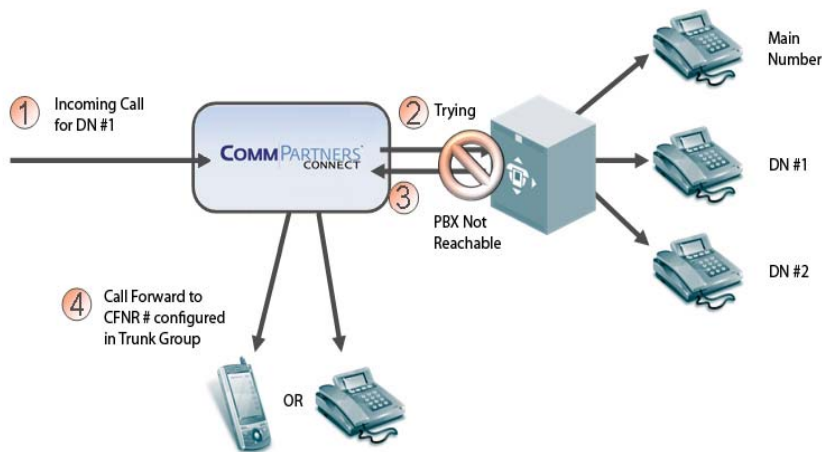 1
Incoming Call
for DN #1
COMMPARTNERS
CONNECT
2
Trying
3
PBX Not
Reachable
Main
Number
DN #1
DN #2
4
Call Forward to
CFNR # configured
in Trunk Group
OR